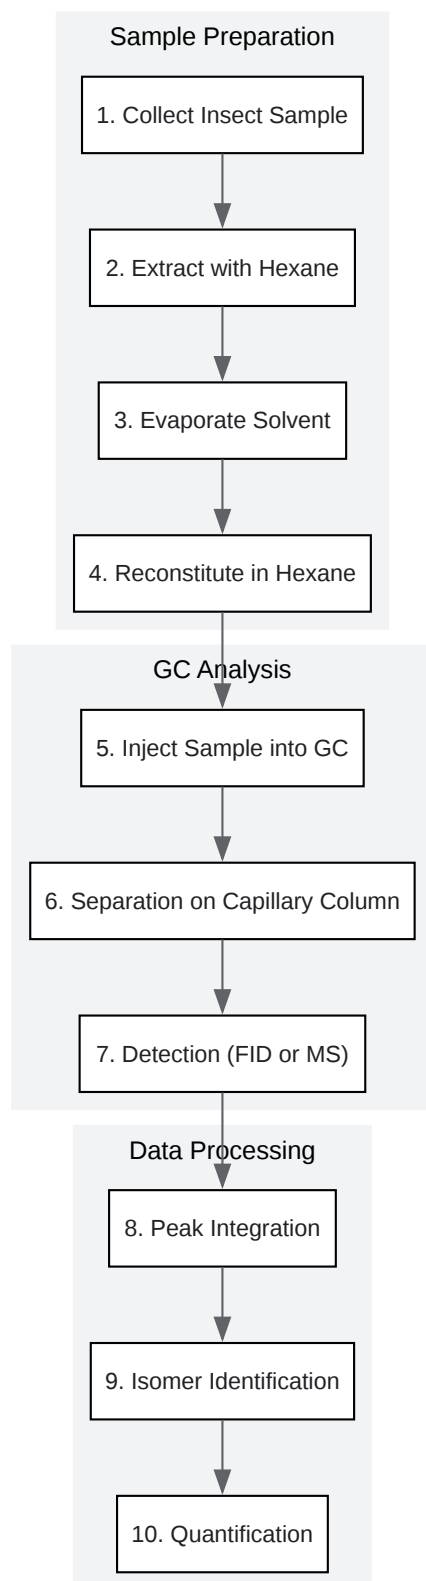 Sample Preparation
1. Collect Insect Sample
2. Extract with Hexane
3. Evaporate Solvent
4. Reconstitute in Hexane
GC Analysis
5. Inject Sample into GC
6. Separation on Capillary Column
7. Detection (FID or MS)
Data Processing
8. Peak Integration
9. Isomer Identification
10. Quantification